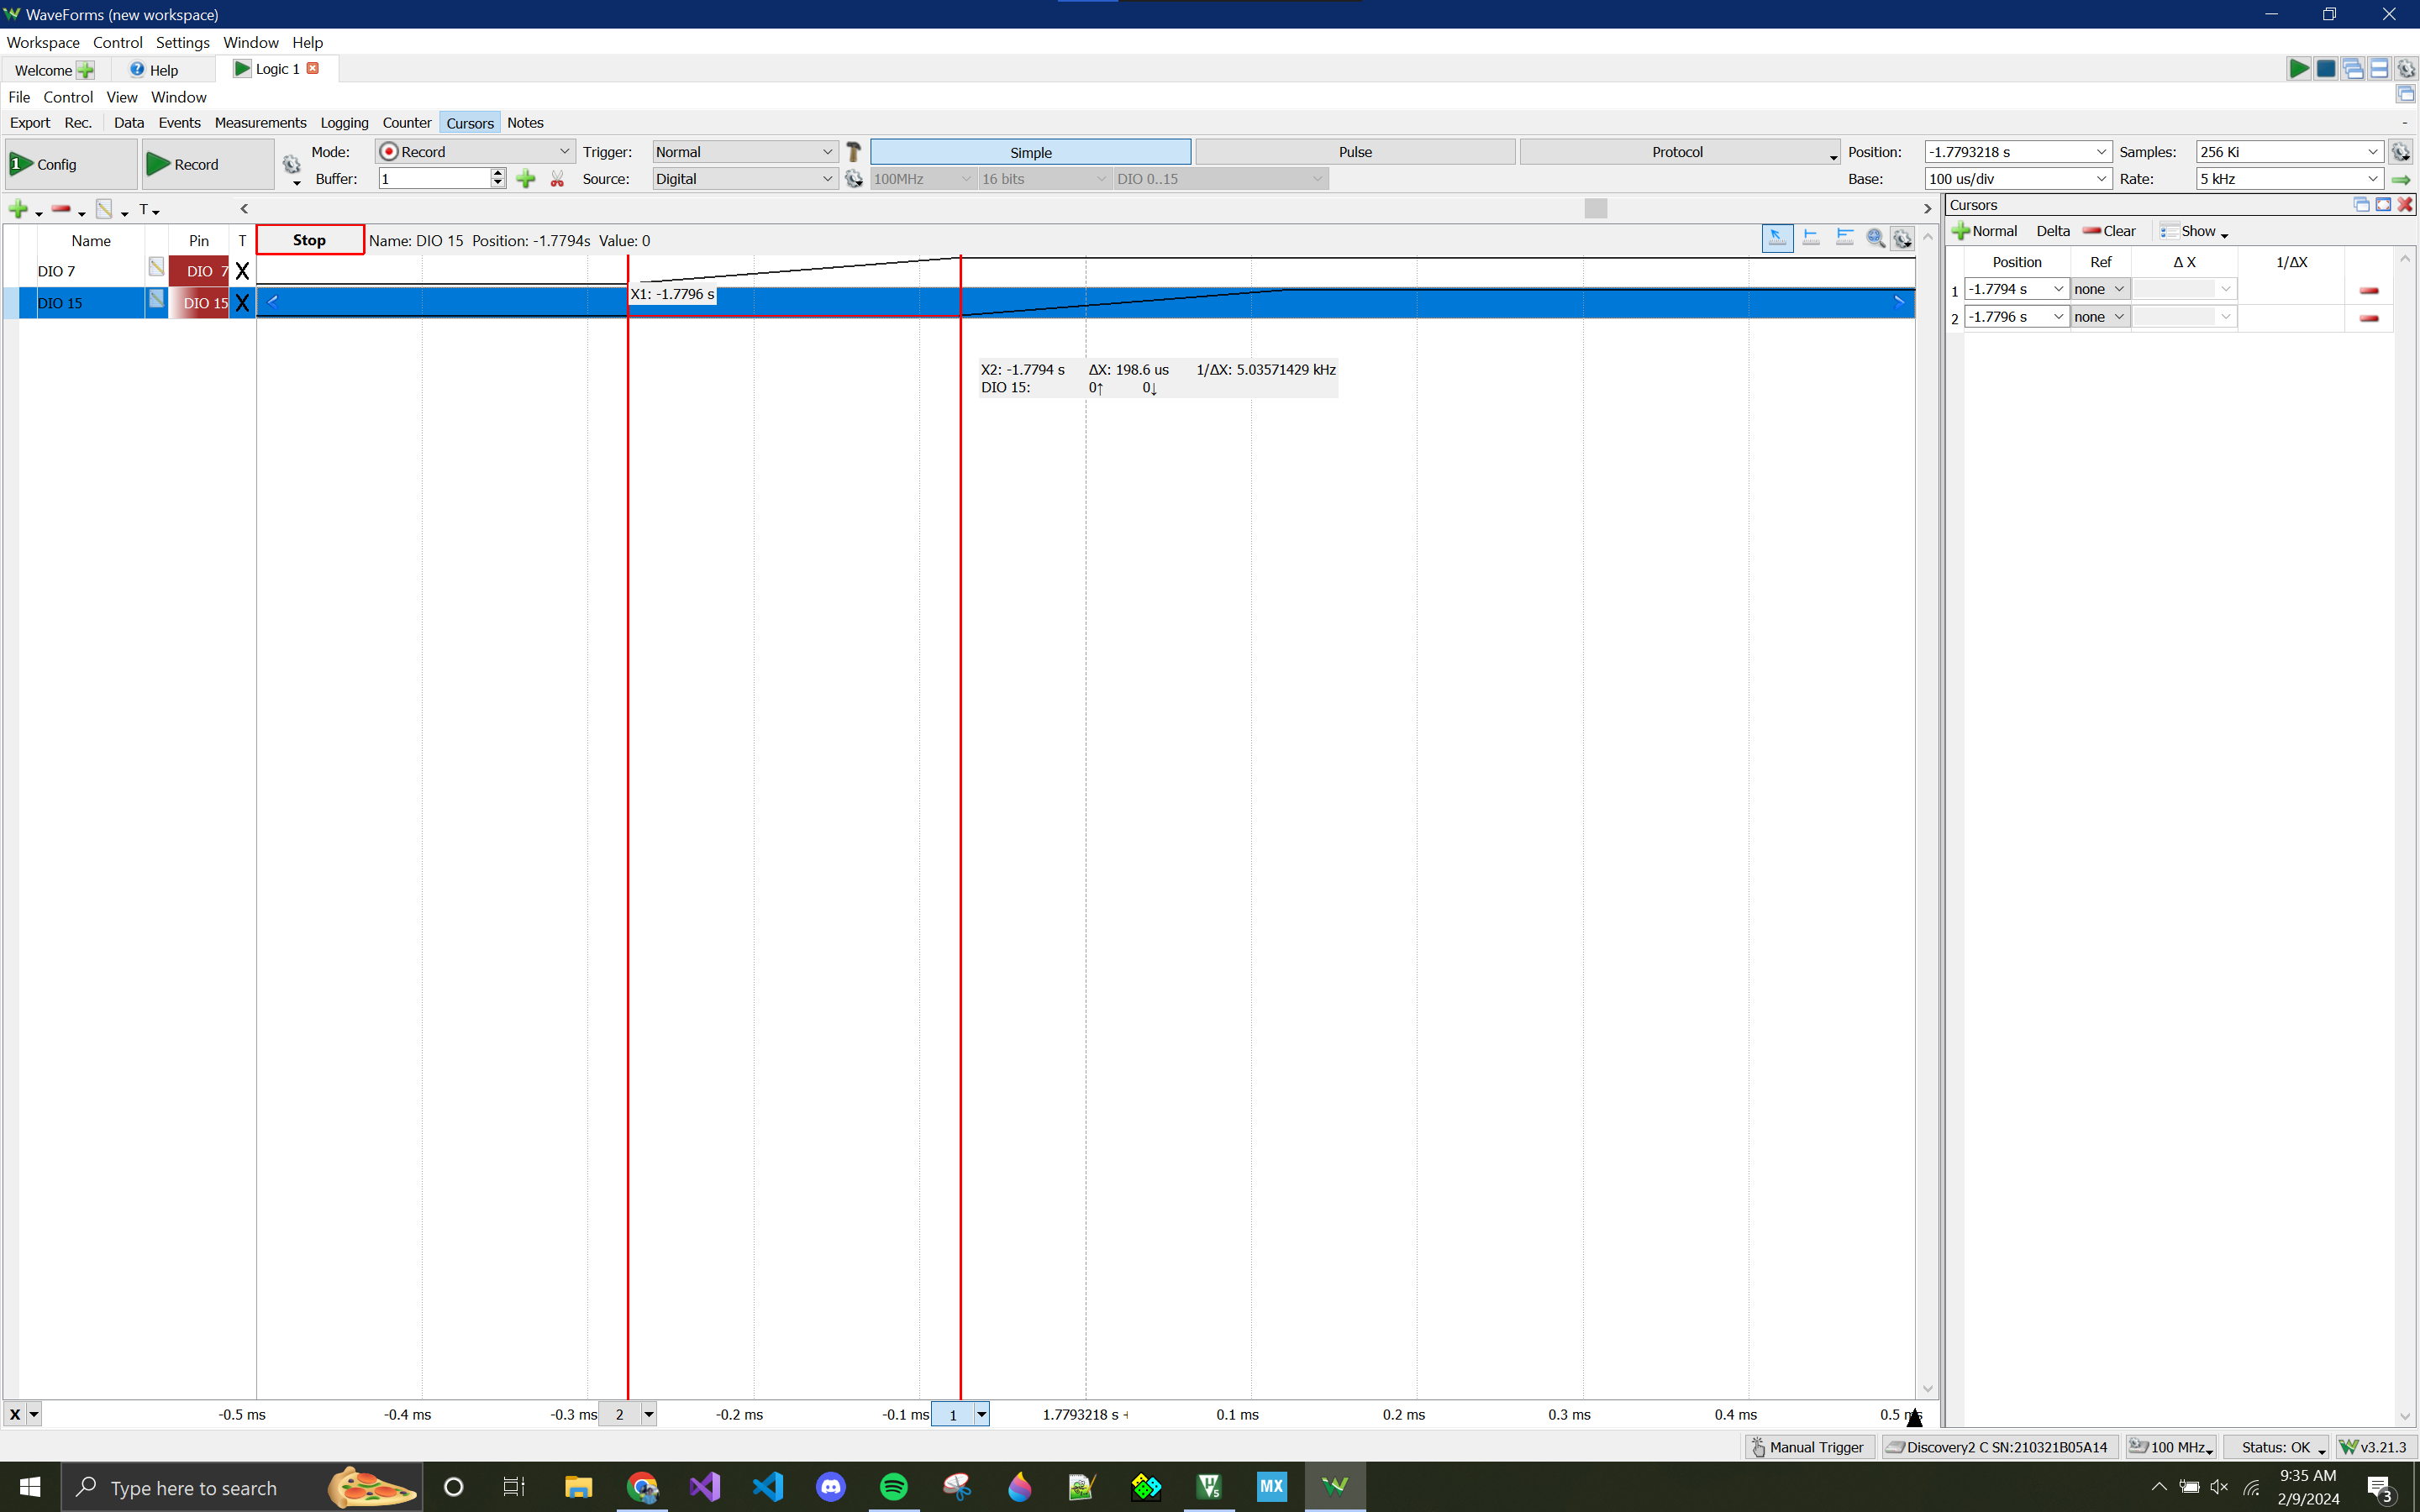 WaveForms (new workspace)
Workspace Control Settings Window Help
Welcome Help Logic 1
File Control View Window
Export Rec. Data Events Measurements Logging Counter Cursors Notes
1 Config Record Mode: Record Trigger: Normal Simple Pulse Protocol Position: -1.7793218 s Samples: 256 Ki
Buffer: 1 Source: Digital 100MHz 16 bits DIO 0..15 Base: 100 us/div Rate: 5 kHz
T
Cursors
Normal Delta Clear Show
Name Pin T Stop Name: DIO 15 Position: -1.7794s Value: 0
Position Ref Δ X 1/ΔX
DIO 7 DIO 7 X
1 -1.7794 s none
X1: -1.7796 s
DIO 15 DIO 15 X
2 -1.7796 s none
X2: -1.7794 s ΔX: 198.6 us 1/ΔX: 5.03571429 kHz
DIO 15: 0↑ 0↓
X -0.5 ms -0.4 ms -0.3 ms 2 -0.2 ms -0.1 ms 1 1.7793218 s + 0.1 ms 0.2 ms 0.3 ms 0.4 ms 0.5 ms
Manual Trigger Discovery2 C SN:210321B05A14 100 MHz Status: OK v3.21.3
Type here to search
MX
9:35 AM
2/9/2024
3